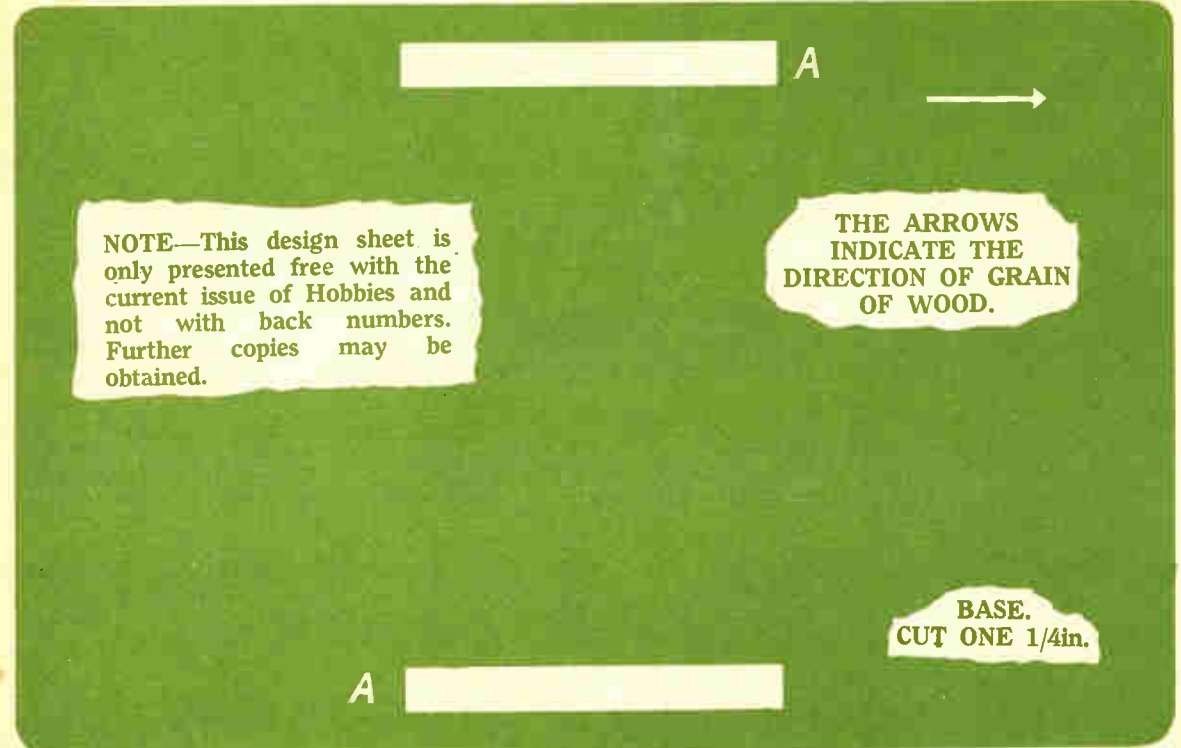 A
NOTE—This design sheet is
only presented free with the
current issue of Hobbies and
not with back numbers.
Further copies may be
obtained.
THE ARROWS
INDICATE THE
DIRECTION OF GRAIN
OF WOOD.
BASE.
CUT ONE 1/4in.
A